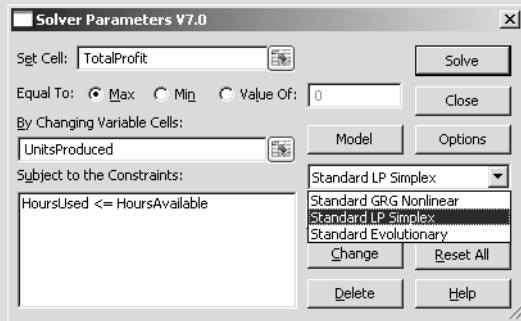 Solver Parameters V7.0
Set Cell: TotalProfit
Solve
Equal To: Max Min Value Of: 0
Close
By Changing Variable Cells:
UnitsProduced
Model
Options
Subject to the Constraints:
Standard LP Simplex
HoursUsed <= HoursAvailable
Standard GRG Nonlinear
Standard LP Simplex
Standard Evolutionary
Change
Reset All
Delete
Help